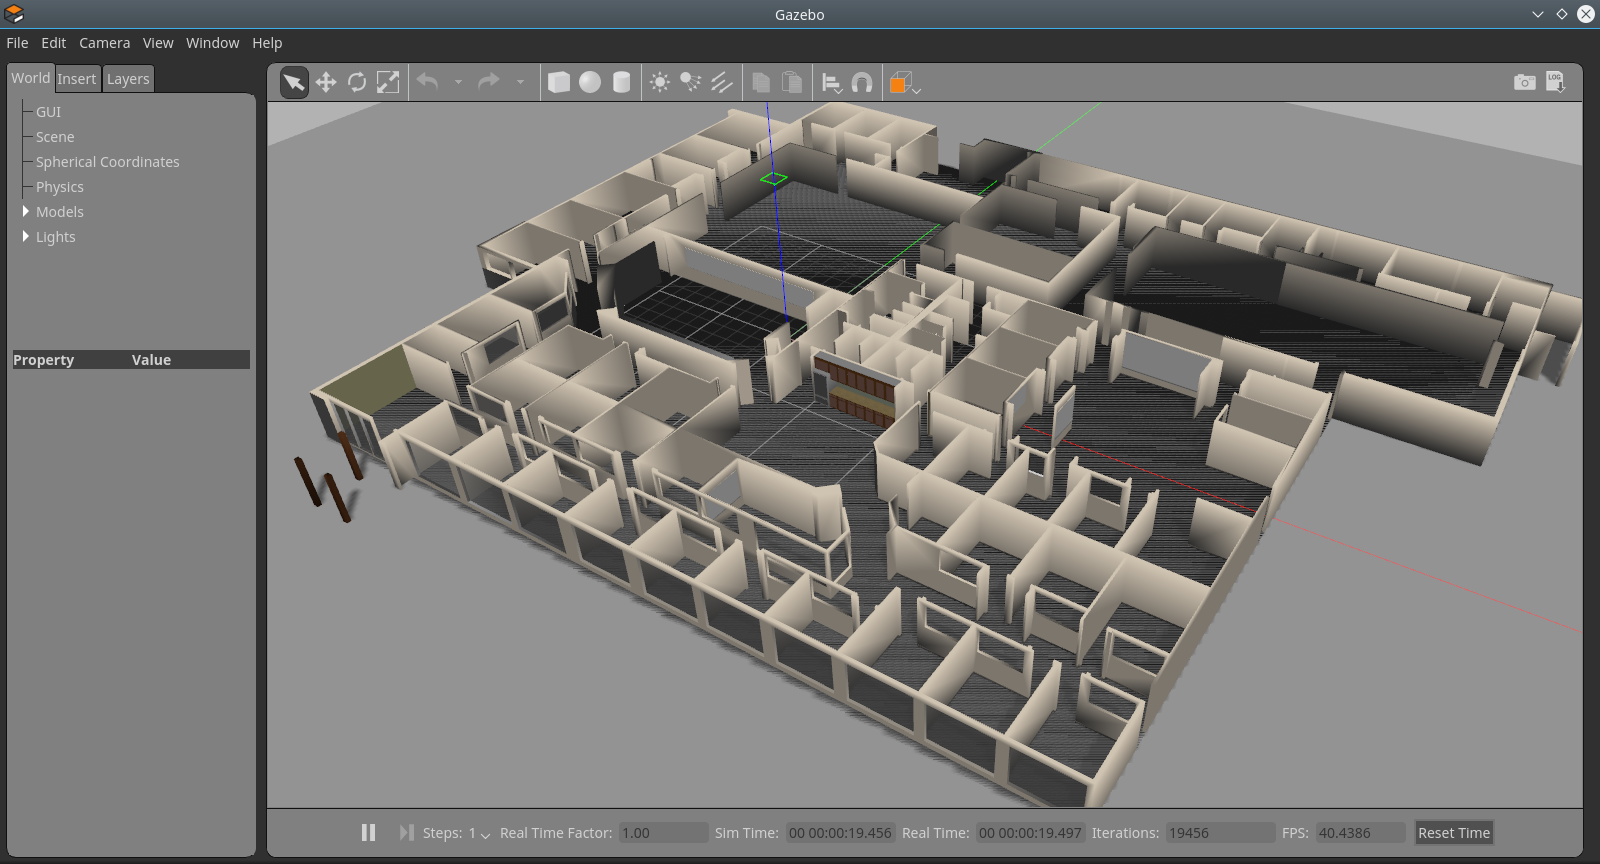 Gazebo
File Edit Camera View Window Help
World Insert Layers
LOG
GUI
Scene
Spherical Coordinates
Physics
Models
Lights
Property Value
Steps: 1 Real Time Factor: 1.00 Sim Time: 00 00:00:19.456 Real Time: 00 00:00:19.497 Iterations: 19456 FPS: 40.4386 Reset Time